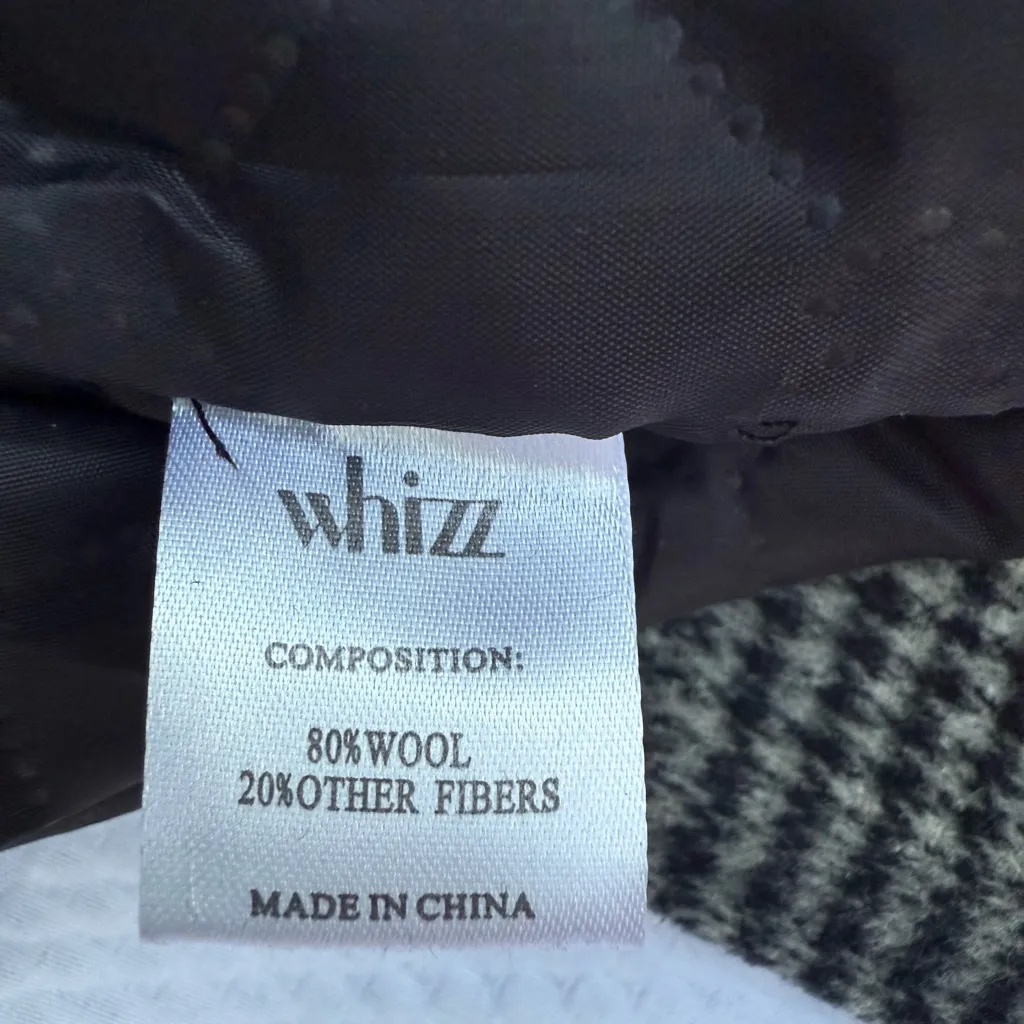 whizz
COMPOSITION:
80%WOOL
20%OTHER FIBERS
MADE IN CHINA